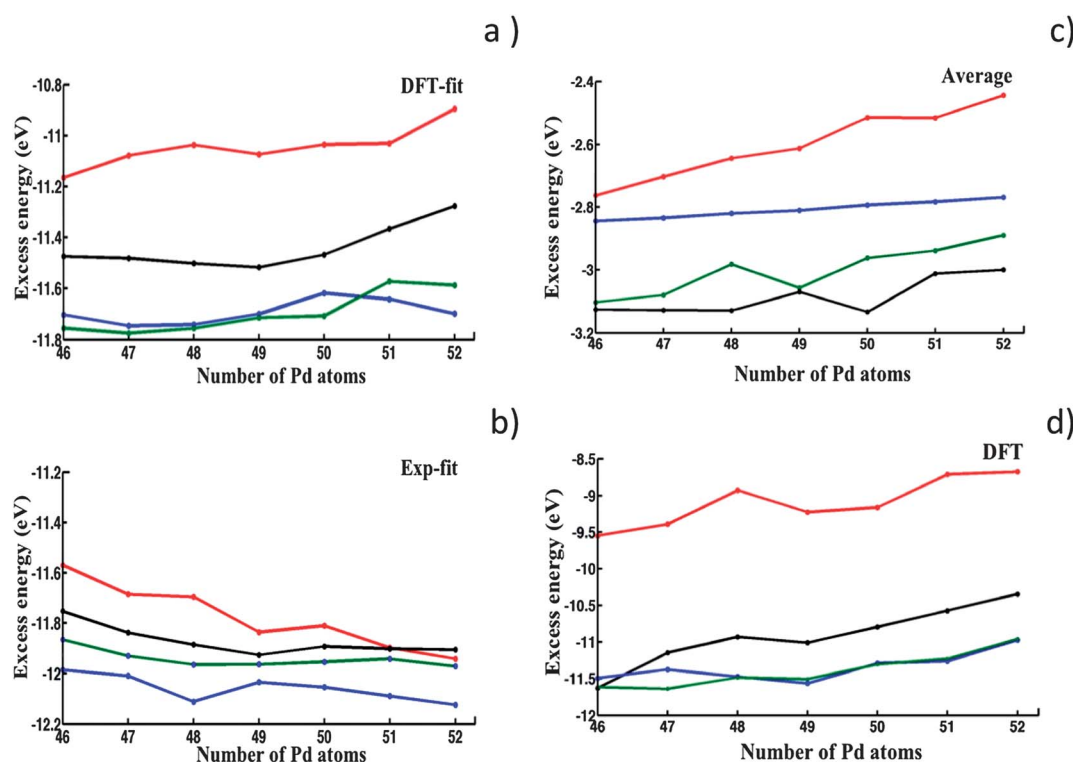 a )
DFT-fit
Excess energy (eV)
-10.8
-11
-11.2
-11.4
-11.6
-11.8
46 47 48 49 50 51 52
Number of Pd atoms
c)
Average
Excess energy (eV)
-2.4
-2.6
-2.8
-3
-3.2
46 47 48 49 50 51 52
Number of Pd atoms
b)
Exp-fit
Excess energy (eV)
-11.2
-11.4
-11.6
-11.8
-12
-12.2
46 47 48 49 50 51 52
Number of Pd atoms
d)
DFT
Excess energy (eV)
-8.5
-9
-9.5
-10
-10.5
-11
-11.5
-12
46 47 48 49 50 51 52
Number of Pd atoms